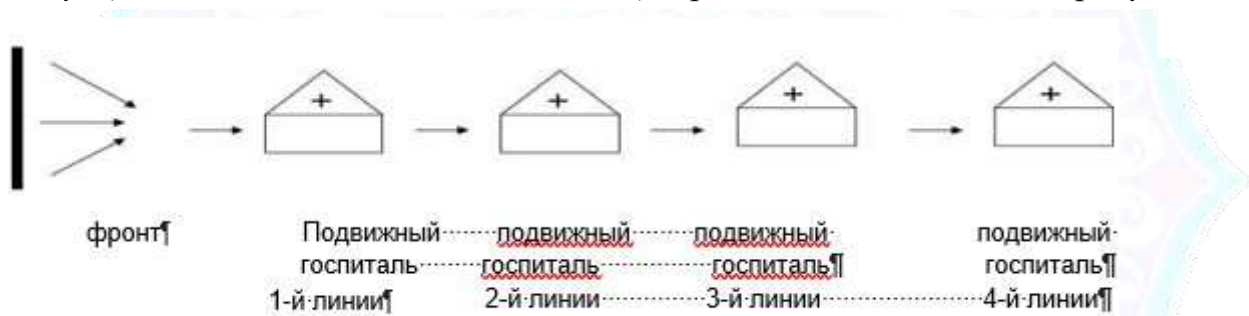 фронт¶ Подвижный подвижный подвижный подвижный
госпиталь госпиталь госпиталь¶ госпиталь¶
1-й линии¶ 2-й линии 3-й линии 4-й линии¶